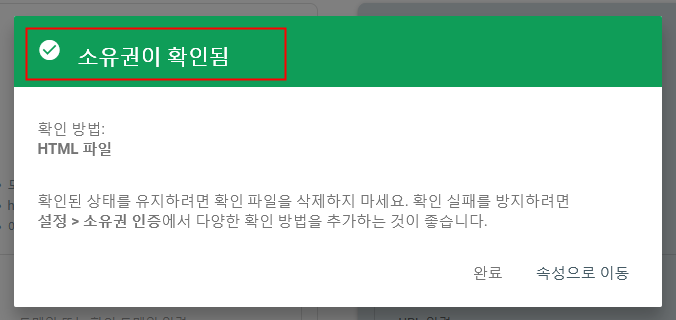 소유권이 확인됨
확인 방법:
HTML 파일
확인된 상태를 유지하려면 확인 파일을 삭제하지 마세요. 확인 실패를 방지하려면
설정 > 소유권 인증에서 다양한 확인 방법을 추가하는 것이 좋습니다.
완료 속성으로 이동